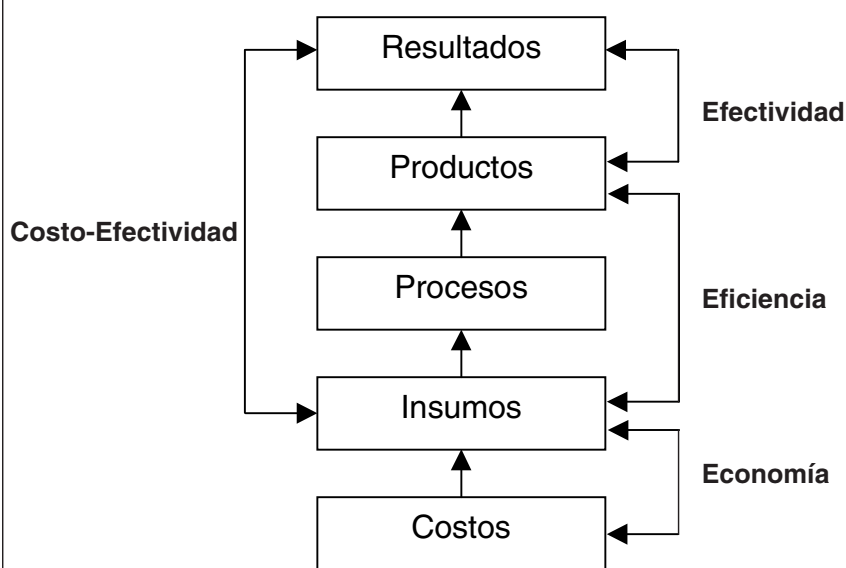 Resultados
Efectividad
Productos
Costo-Efectividad
Procesos
Eficiencia
Insumos
Economía
Costos